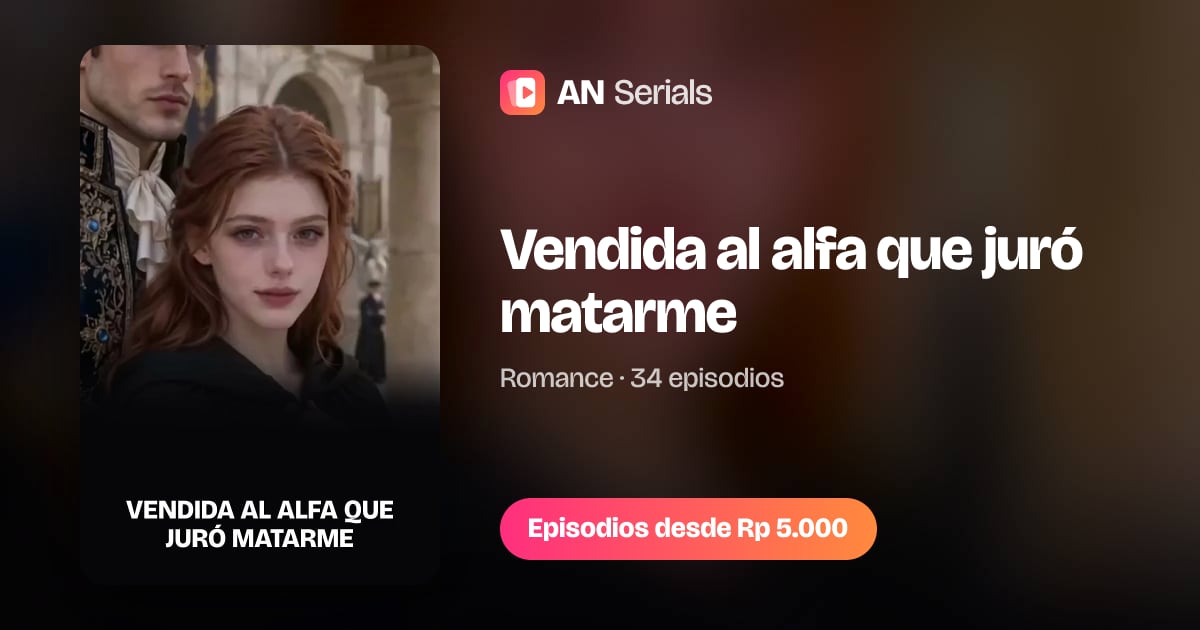 AN Serials
Vendida al alfa que juró
matarme
Romance · 34 episodios
Episodios desde Rp 5.000
VENDIDA AL ALFA QUE
JURÓ MATARME